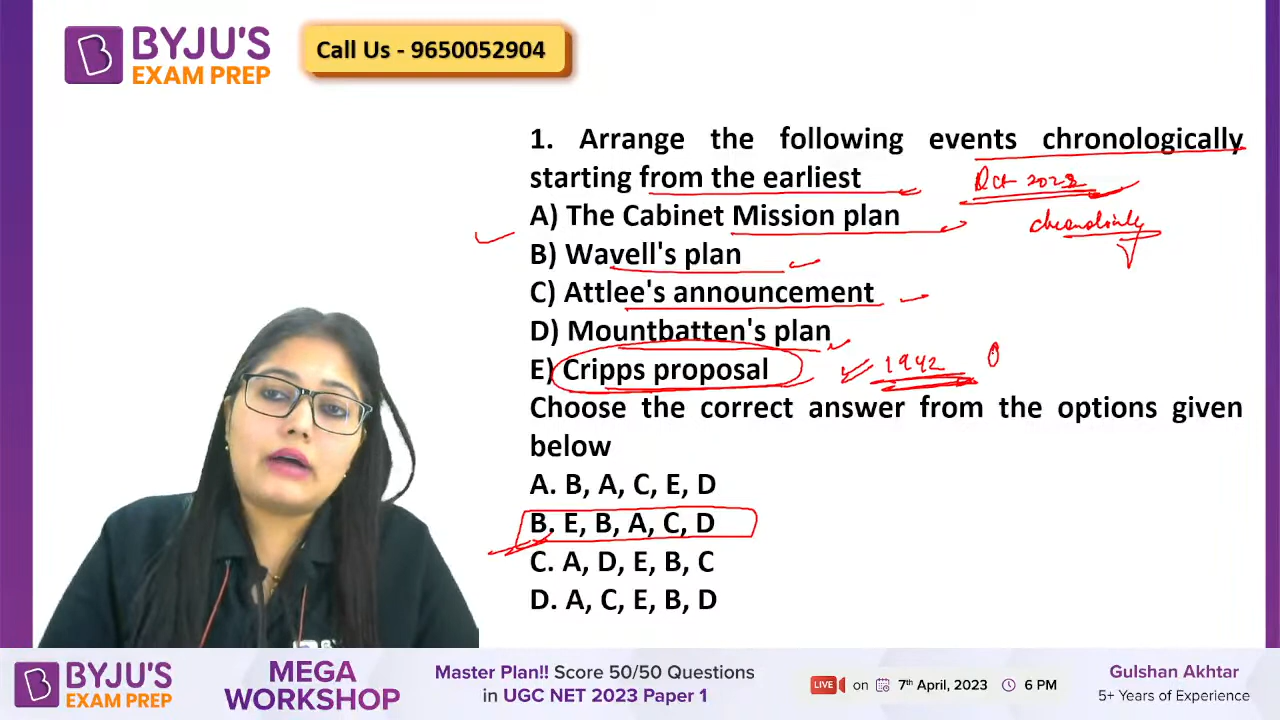 BYJU'S
EXAM PREP
Call Us - 9650052904
1. Arrange the following events chronologically
starting from the earliest
A) The Cabinet Mission plan
B) Wavell's plan
C) Attlee's announcement
D) Mountbatten's plan
E) Cripps proposal
1942
Choose the correct answer from the options given
below
A. B, A, C, E, D
B. E, B, A, C, D
C. A, D, E, B, C
D. A, C, E, B, D
BYJU'S
EXAM PREP
MEGA
WORKSHOP
Master Plan!! Score 50/50 Questions
in UGC NET 2023 Paper 1
LIVE on 7th April, 2023 6 PM
Gulshan Akhtar
5+ Years of Experience